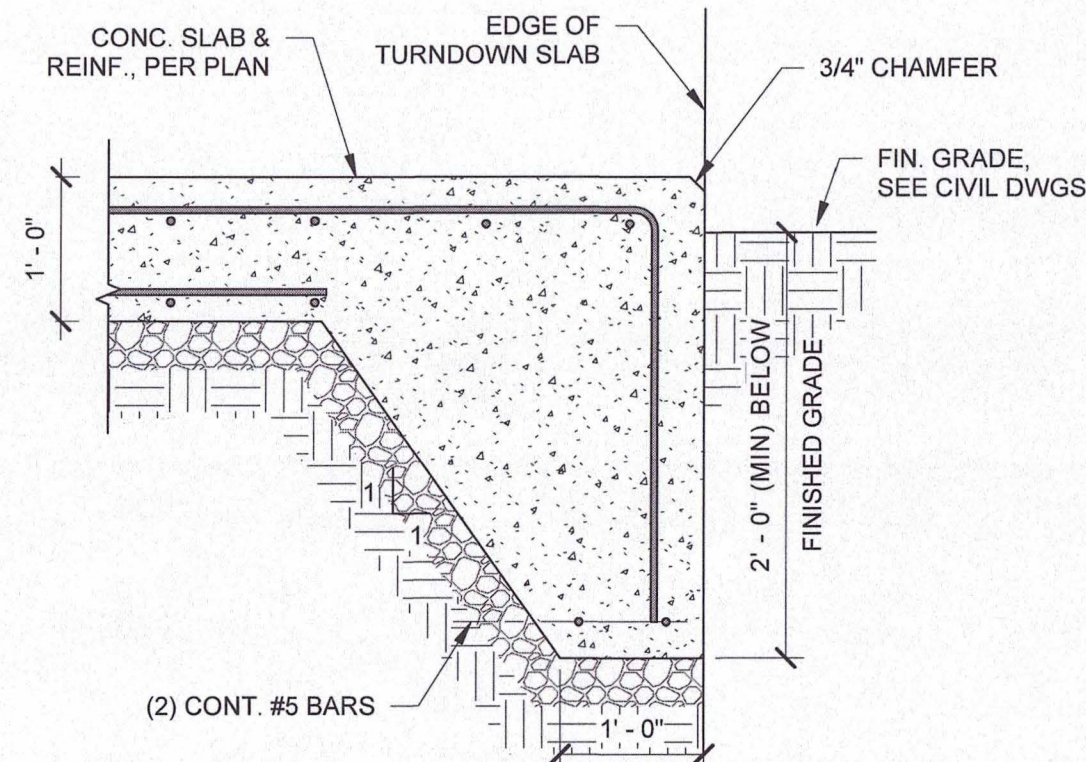 CONC. SLAB &
REINF., PER PLAN
EDGE OF
TURNDOWN SLAB
3/4" CHAMFER
FIN. GRADE,
SEE CIVIL DWGS
1' - 0"
2' - 0" (MIN) BELOW
FINISHED GRADE
1
1
(2) CONT. #5 BARS
1' - 0"